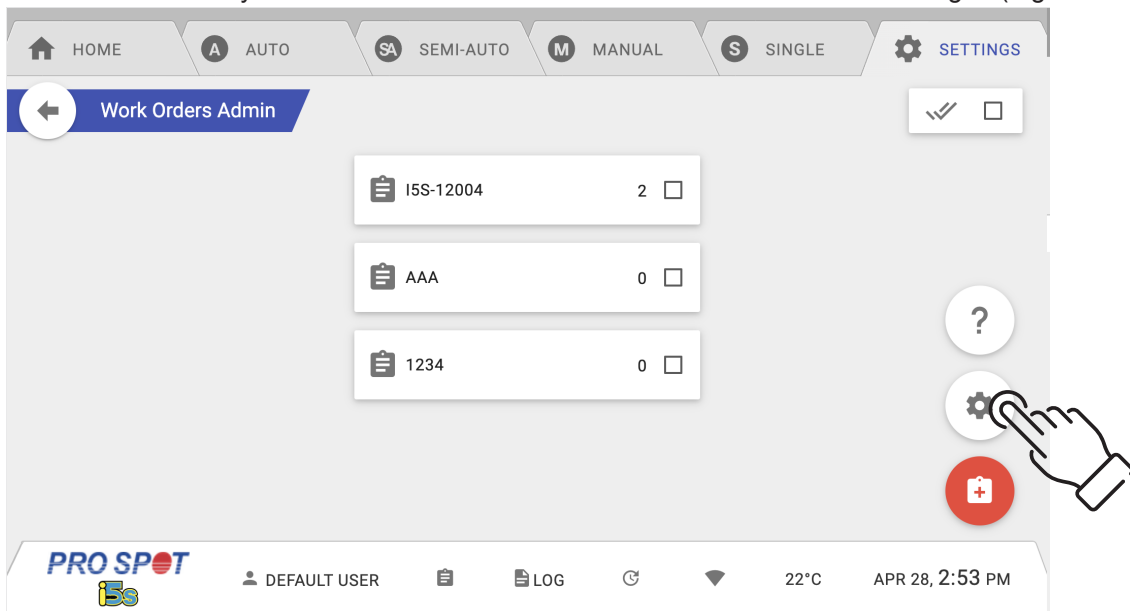 HOME
A AUTO
SA SEMI-AUTO
M MANUAL
S SINGLE
SETTINGS
Work Orders Admin
I5S-12004 2
AAA 0
1234 0
?
PRO SPOT
i5s
DEFAULT USER
LOG
22°C
APR 28, 2:53 PM